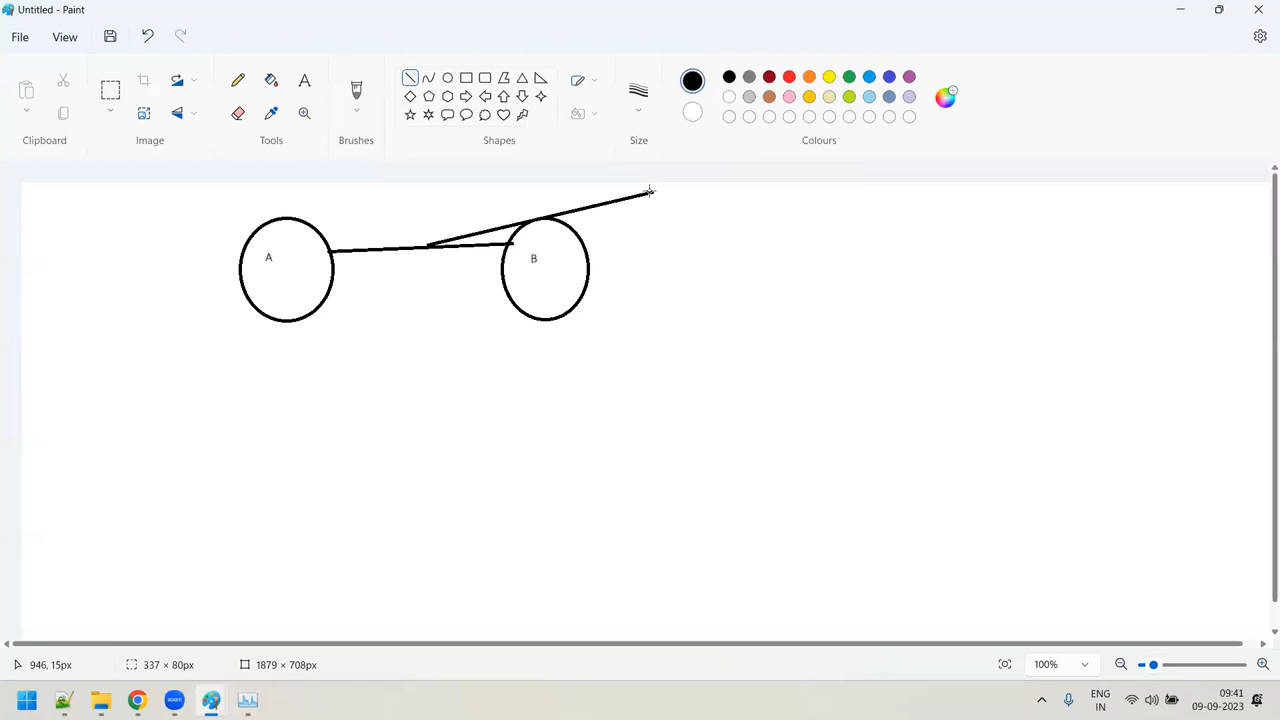 Untitled - Paint
File View
Clipboard Image Tools Brushes Shapes Size Colours
A B
946, 15px 337 × 80px 1879 × 708px 100%
zoom
ENG
IN
09:41
09-09-2023